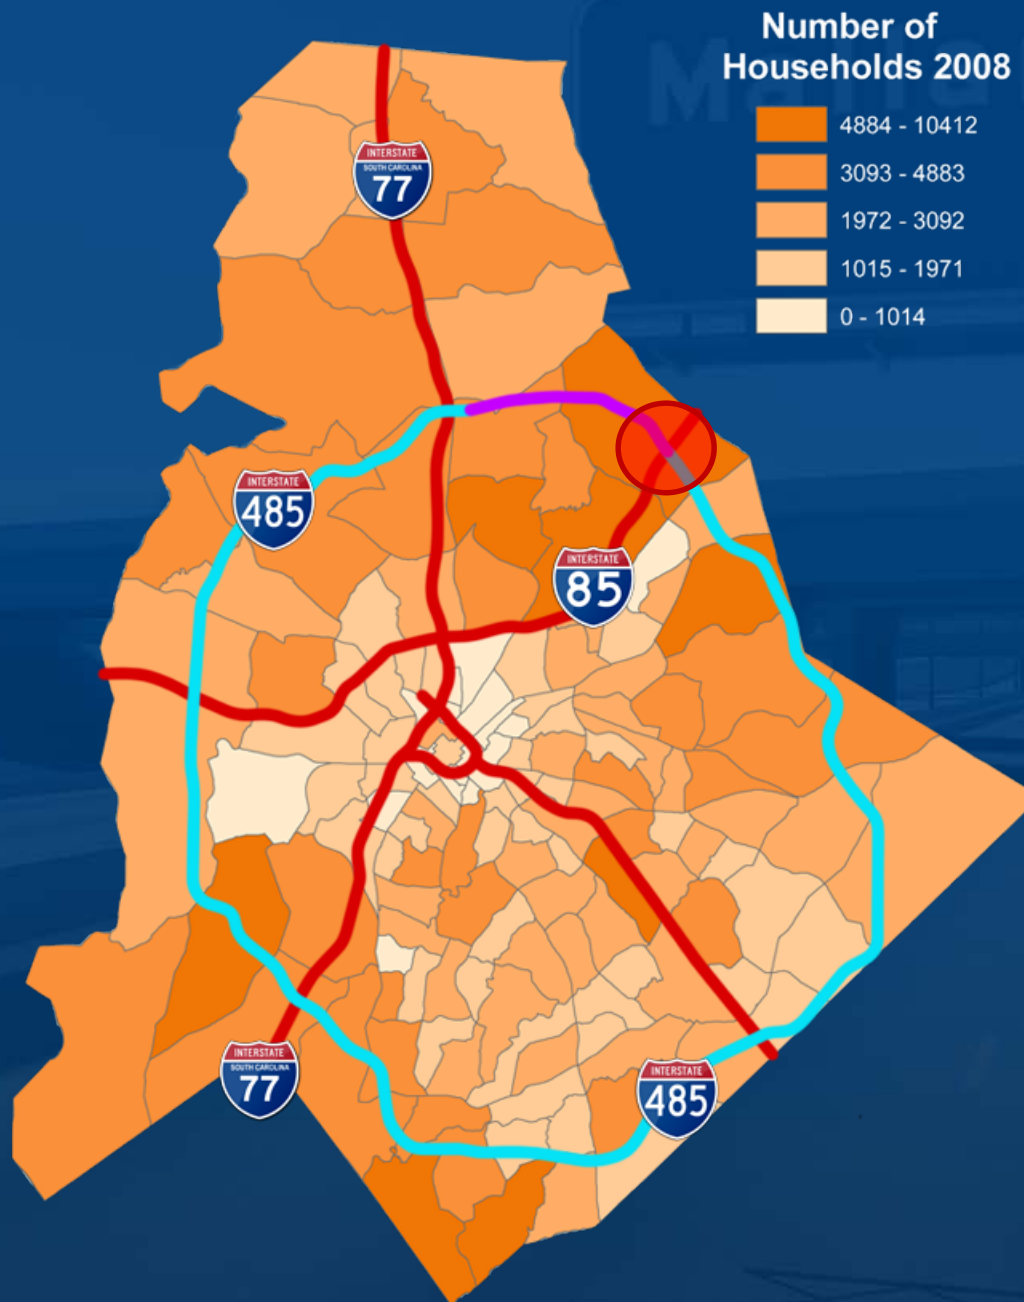 Number of
Households 2008
4884 - 10412
3093 - 4883
1972 - 3092
1015 - 1971
0 - 1014
INTERSTATE
SOUTH CAROLINA
77
INTERSTATE
485
INTERSTATE
85
INTERSTATE
SOUTH CAROLINA
77
INTERSTATE
485